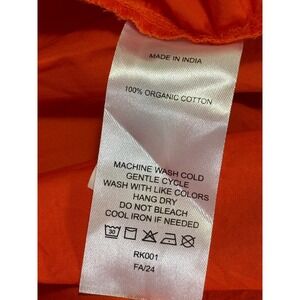 MADE IN INDIA
100% ORGANIC COTTON
MACHINE WASH COLD
GENTLE CYCLE
WASH WITH LIKE COLORS
HANG DRY
DO NOT BLEACH
COOL IRON IF NEEDED
30
RK001
FA/24